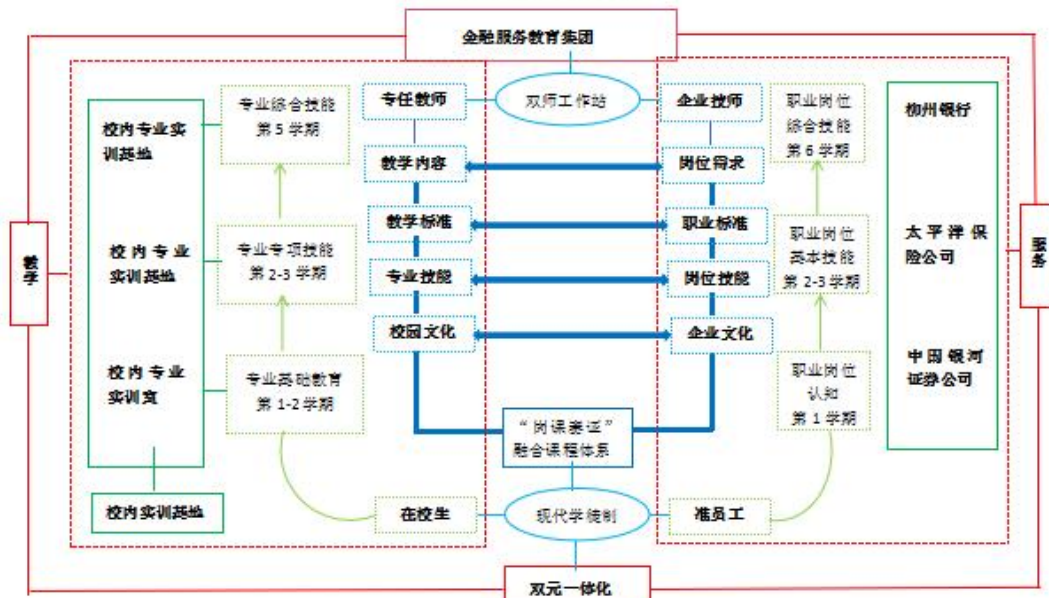 金融服务教育集团
专任教师
双师工作站
企业技师
专业综合技能
第 5 学期
职业岗位
综合技能
第 6 学期
校内专业实
训基地
柳州银行
教学内容
岗位需求
教学标准
职业标准
校内专业
实训基地
专业专项技能
第 2-3 学期
职业岗位
基本技能
第 2-3 学期
太平洋保
险公司
教学
服务
专业技能
岗位技能
校园文化
企业文化
校内专业
实训室
专业基础教育
第 1-2 学期
职业岗位
认知
第 1 学期
中国银河
证券公司
“岗课赛证”
融合课程体系
校内实训基地
在校生
现代学徒制
准员工
双元一体化